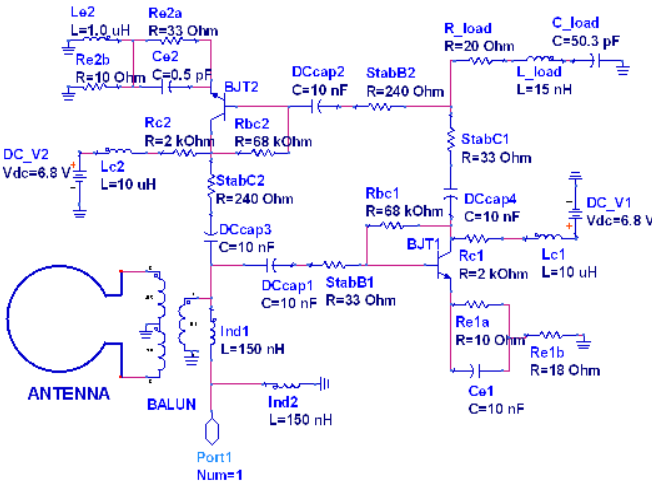 Le2
L=1.0 uH
Re2a
R=33 Ohm
Re2b
R=10 Ohm
Ce2
C=0.5 pF
BJT2
DCcap2
C=10 nF
StabB2
R=240 Ohm
R_load
R=20 Ohm
C_load
C=50.3 pF
L_load
L=15 nH
Rc2
R=2 kOhm
Rbc2
R=68 kOhm
DC_V2
Vdc=6.8 V
Lc2
L=10 uH
StabC2
R=240 Ohm
StabC1
R=33 Ohm
DCcap4
C=10 nF
DC_V1
Vdc=6.8 V
Rbc1
R=68 kOhm
BJT1
DCcap3
C=10 nF
Rc1
R=2 kOhm
Lc1
L=10 uH
DCcap1
C=10 nF
StabB1
R=33 Ohm
Ind1
L=150 nH
Re1a
R=10 Ohm
Re1b
R=18 Ohm
Ce1
C=10 nF
ANTENNA
BALUN
Ind2
L=150 nH
Port1
Num=1